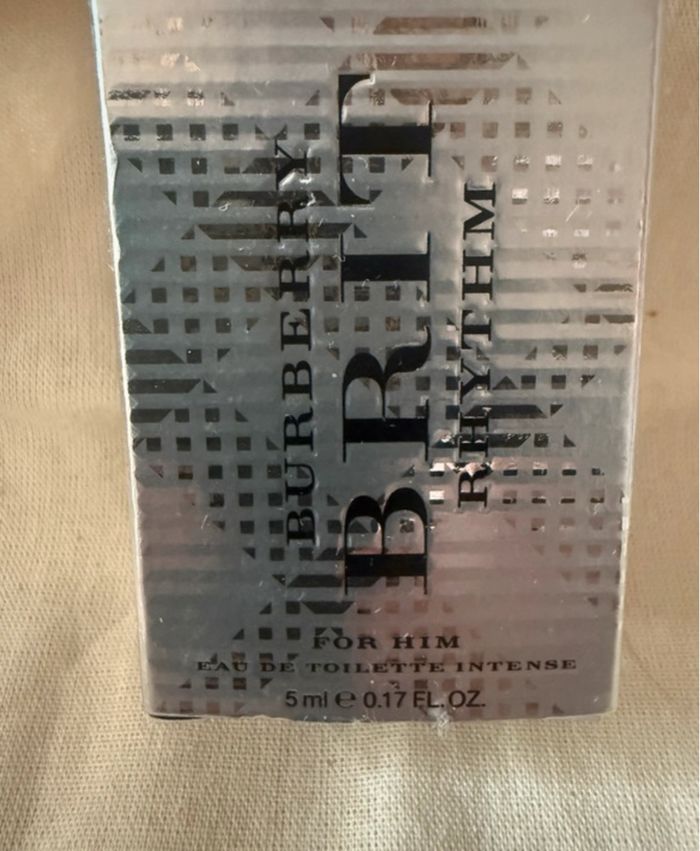 BURBERRY
BRIT
RHYTHM
FOR HIM
EAU DE TOILETTE INTENSE
5 ml ℮ 0.17 FL. OZ.